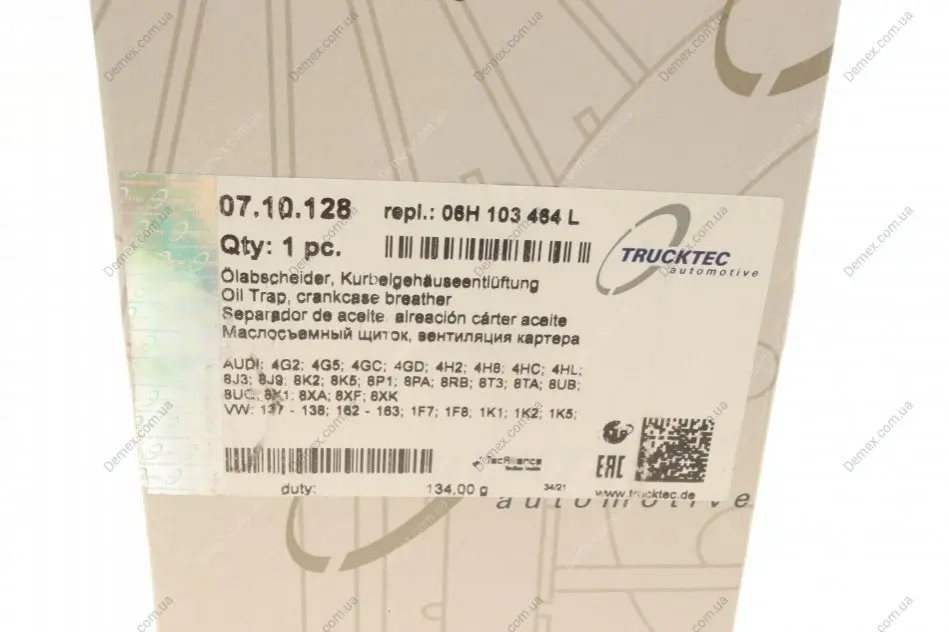 07.10.128 repl.: 06H 103 464 L
Qty: 1 pc.
TRUCKTEC
automotive
Ölabscheider, Kurbelgehäuseentlüftung
Oil Trap, crankcase breather
Separador de aceite, aireación cárter aceite
Маслосъемный щиток, вентиляция картера
AUDI: 4G2; 4G5; 4GC; 4GD; 4H2; 4H8; 4HC; 4HL;
8J3; 8J9; 8K2; 8K5; 8P1; 8PA; 8RB; 8T3; 8TA; 8UB;
8UG; 8X1; 8XA; 8XF; 8XK
VW: 137 - 138; 162 - 163; 1F7; 1F8; 1K1; 1K2; 1K5;
TecAlliance
EAC
duty: 134.00 g 34/21 www.trucktec.de
automotive
Demex.com.ua